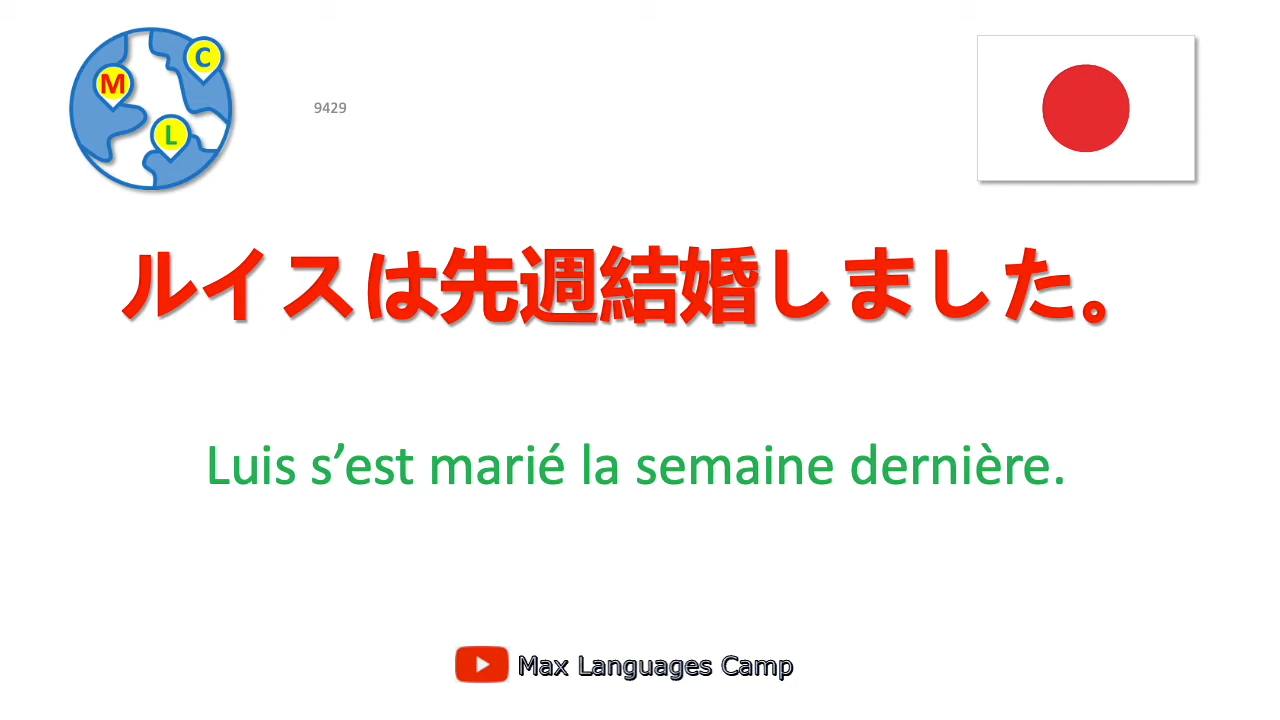 C
M
L
9429
ルイスは先週結婚しました。
Luis s’est marié la semaine dernière.
Max Languages Camp